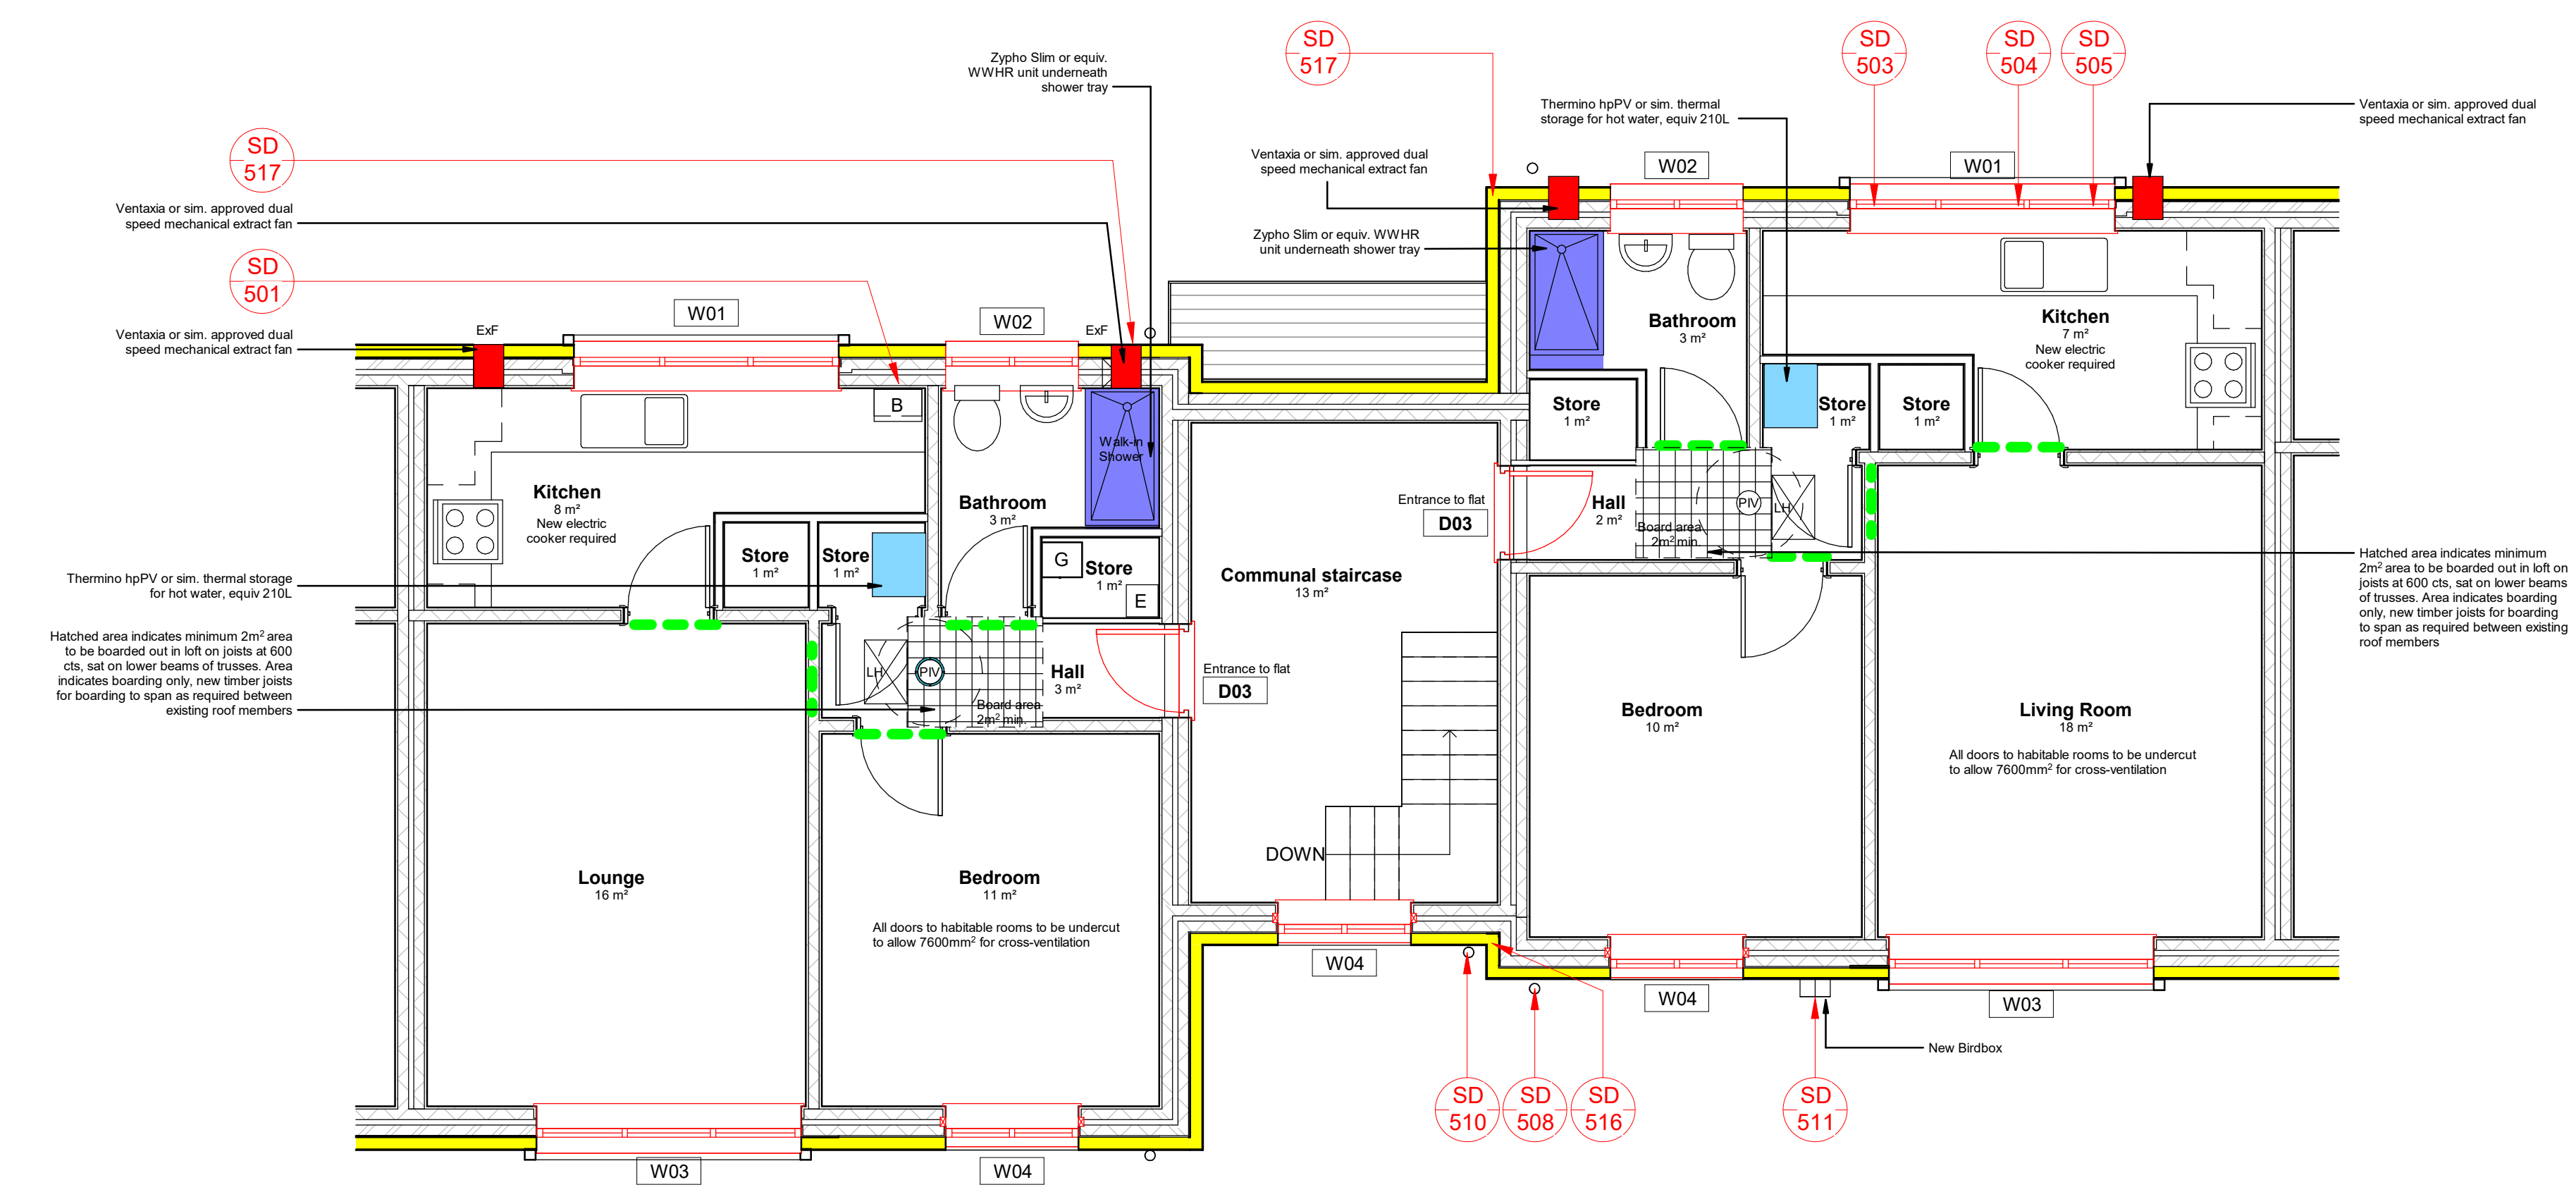 SD
517
SD
503
SD
504
SD
505
Zypho Slim or equiv.
WWHR unit underneath
shower tray
Thermino hpPV or sim. thermal
storage for hot water, equiv 210L
Ventaxia or sim. approved dual
speed mechanical extract fan
SD
517
Ventaxia or sim. approved dual
speed mechanical extract fan
W02
W01
Ventaxia or sim. approved dual
speed mechanical extract fan
Zypho Slim or equiv. WWHR
unit underneath shower tray
SD
501
W01
W02
Ventaxia or sim. approved dual
speed mechanical extract fan
ExF
ExF
Bathroom
3 m²
Kitchen
7 m²
New electric
cooker required
B
Store
1 m²
Store
1 m²
Store
1 m²
Walk-in
Shower
Kitchen
8 m²
New electric
cooker required
Bathroom
3 m²
Entrance to flat
D03
Hall
2 m²
PIV
LH
Board area
2m² min.
Store
1 m²
Store
1 m²
G
Store
1 m²
E
Communal staircase
13 m²
Thermino hpPV or sim. thermal storage
for hot water, equiv 210L
Hatched area indicates minimum
2m² area to be boarded out in loft on
joists at 600 cts, sat on lower beams
of trusses. Area indicates boarding
only, new timber joists for boarding
to span as required between existing
roof members
Hatched area indicates minimum 2m² area
to be boarded out in loft on joists at 600
cts, sat on lower beams of trusses. Area
indicates boarding only, new timber joists
for boarding to span as required between
existing roof members
LH
PIV
Hall
3 m²
Board area
2m² min.
Entrance to flat
D03
Bedroom
10 m²
Living Room
18 m²
All doors to habitable rooms to be undercut
to allow 7600mm² for cross-ventilation
DOWN
Lounge
16 m²
Bedroom
11 m²
All doors to habitable rooms to be undercut
to allow 7600mm² for cross-ventilation
W04
W04
W03
New Birdbox
SD
510
SD
508
SD
516
SD
511
W03
W04